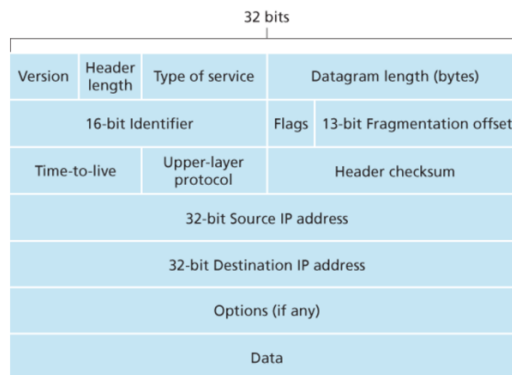 32 bits
Version
Header
length
Type of service
Datagram length (bytes)
16-bit Identifier
Flags
13-bit Fragmentation offset
Time-to-live
Upper-layer
protocol
Header checksum
32-bit Source IP address
32-bit Destination IP address
Options (if any)
Data